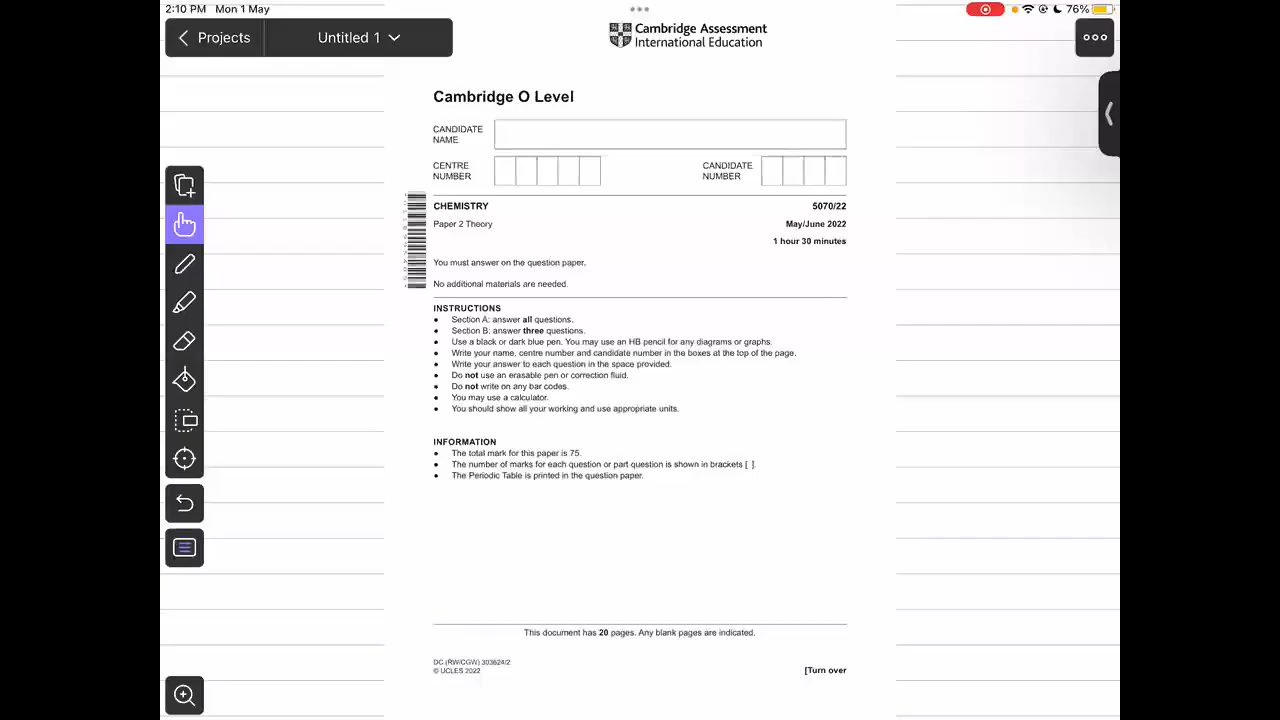 2:10 PM Mon 1 May
76%
Projects
Untitled 1
Cambridge Assessment
International Education
Cambridge O Level
CANDIDATE
NAME
CENTRE
NUMBER
CANDIDATE
NUMBER
CHEMISTRY 5070/22
Paper 2 Theory May/June 2022
1 hour 30 minutes
You must answer on the question paper.
No additional materials are needed.
INSTRUCTIONS
● Section A: answer all questions.
● Section B: answer three questions.
● Use a black or dark blue pen. You may use an HB pencil for any diagrams or graphs.
● Write your name, centre number and candidate number in the boxes at the top of the page.
● Write your answer to each question in the space provided.
● Do not use an erasable pen or correction fluid.
● Do not write on any bar codes.
● You may use a calculator.
● You should show all your working and use appropriate units.
INFORMATION
● The total mark for this paper is 75.
● The number of marks for each question or part question is shown in brackets [ ].
● The Periodic Table is printed in the question paper.
This document has 20 pages. Any blank pages are indicated.
DC (RW/CGW) 303624/2
© UCLES 2022
[Turn over